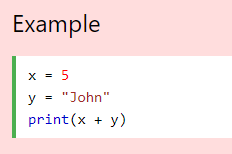 Example
x = 5
y = "John"
print(x + y)